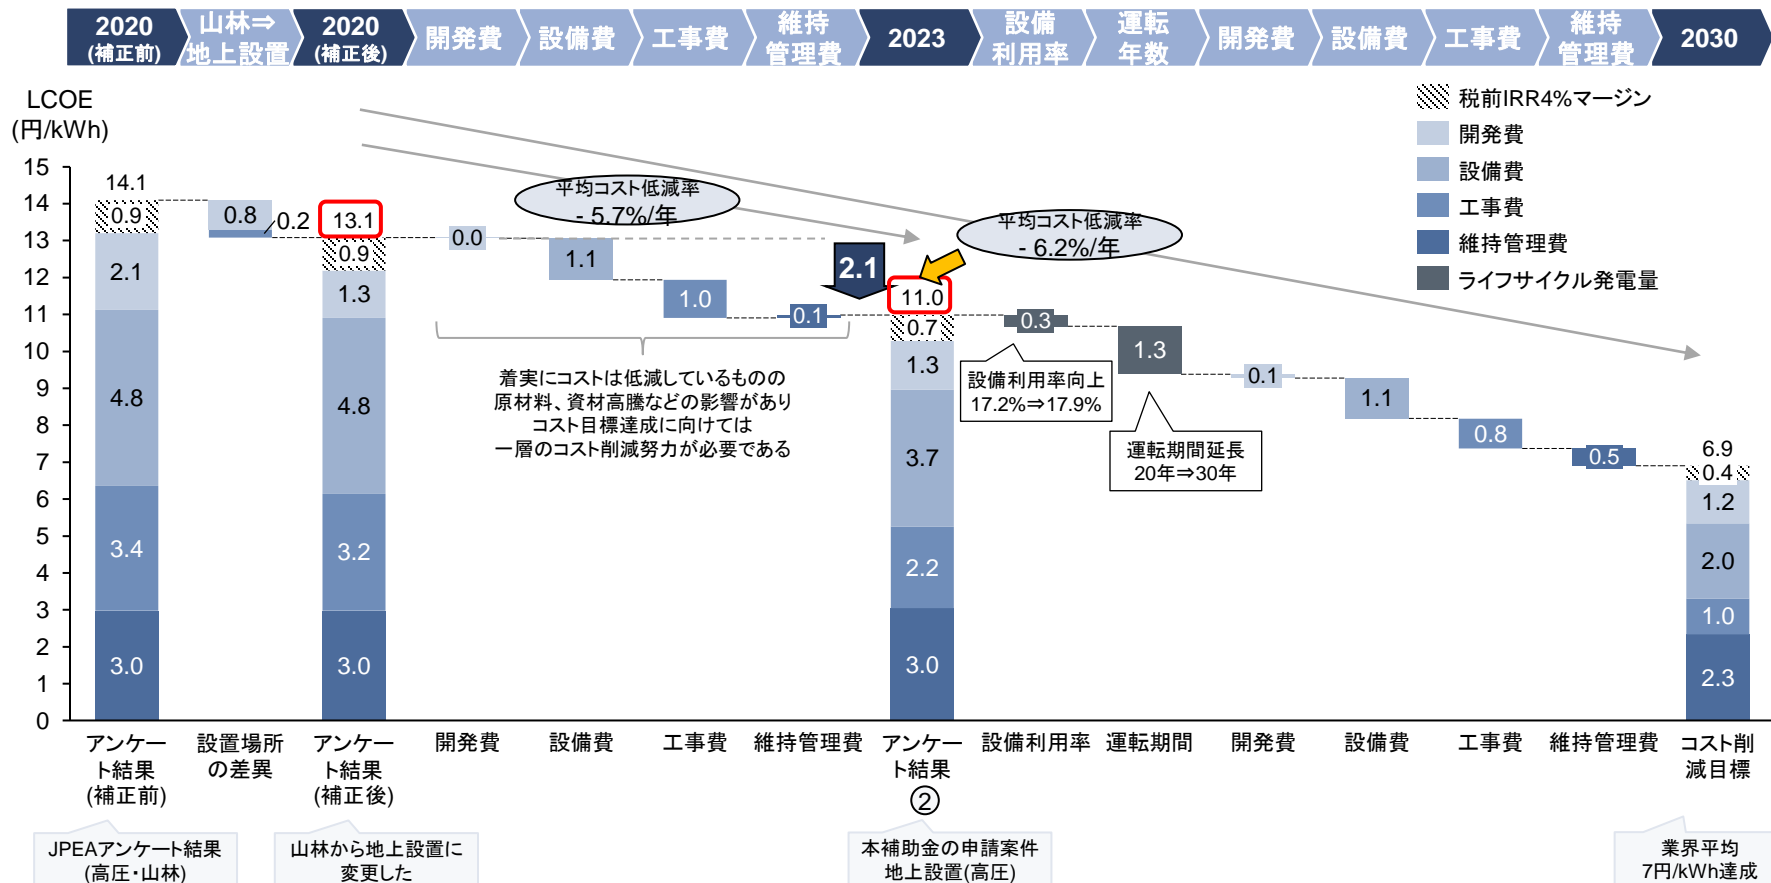 2020
(補正前)
山林⇒
地上設置
2020
(補正後)
開発費
設備費
工事費
維持
管理費
2023
設備
利用率
運転
年数
開発費
設備費
工事費
維持
管理費
2030
LCOE
(円/kWh)
税前IRR4%マージン
開発費
設備費
工事費
維持管理費
ライフサイクル発電量
平均コスト低減率
- 5.7%/年
平均コスト低減率
- 6.2%/年
15
14
13
12
11
10
9
8
7
6
5
4
3
2
1
0
14.1
0.9
2.1
4.8
3.4
3.0
0.8
0.2
13.1
0.9
1.3
4.8
3.2
3.0
0.0
1.1
1.0
0.1
2.1
11.0
0.7
1.3
3.7
2.2
3.0
0.3
1.3
0.1
1.1
0.8
0.5
6.9
0.4
1.2
2.0
1.0
2.3
着実にコストは低減しているものの
原材料、資材高騰などの影響があり
コスト目標達成に向けては
一層のコスト削減努力が必要である
設備利用率向上
17.2%⇒17.9%
運転期間延長
20年⇒30年
アンケー
ト結果
(補正前)
設置場所
の差異
アンケー
ト結果
(補正後)
開発費
設備費
工事費
維持管理費
アンケー
ト結果
②
設備利用率
運転期間
開発費
設備費
工事費
維持管理費
コスト削
減目標
JPEAアンケート結果
(高圧・山林)
山林から地上設置に
変更した
本補助金の申請案件
地上設置(高圧)
業界平均
7円/kWh達成